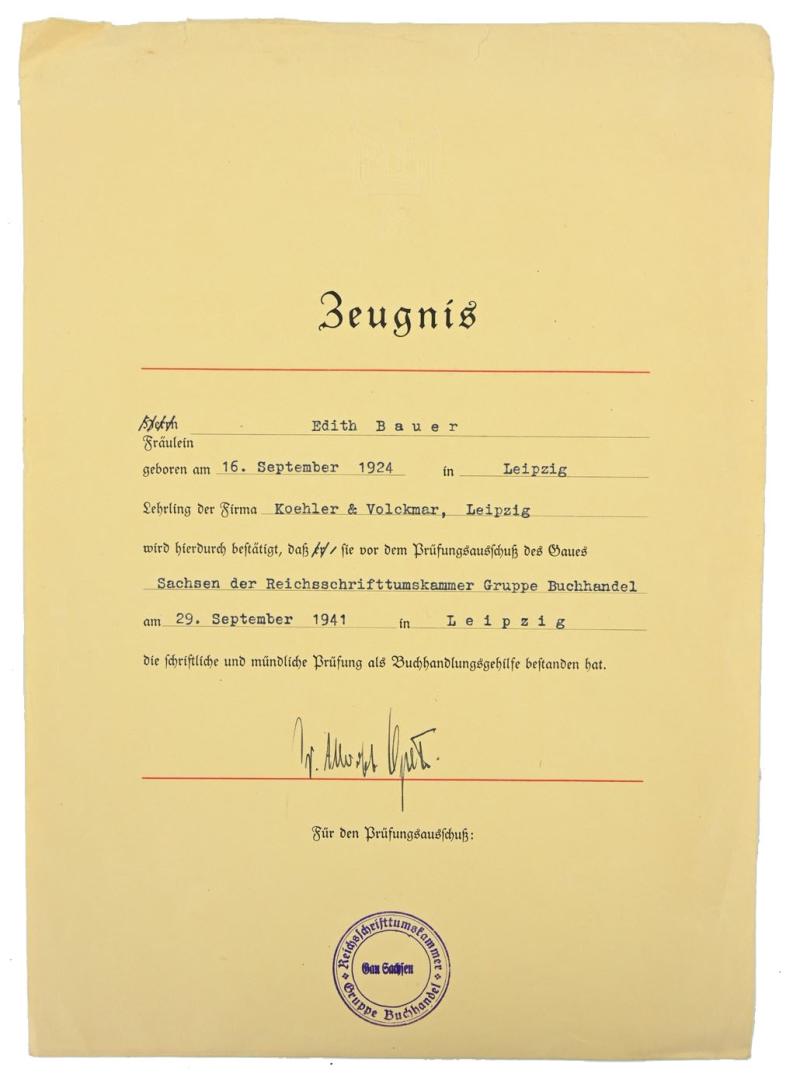 Zeugnis
Herrn Edith Bauer
Fräulein
geboren am 16. September 1924 in Leipzig
Lehrling der Firma Koehler & Volckmar, Leipzig
wird hierdurch bestätigt, daß er/ sie vor dem Prüfungsausschuß des Gaues
Sachsen der Reichsschrifttumskammer Gruppe Buchhandel
am 29. September 1941 in Leipzig
die schriftliche und mündliche Prüfung als Buchhandlungsgehilfe bestanden hat.
Für den Prüfungsausschuß:
Reichsschrifttumskammer
Gau Sachsen
Gruppe Buchhandel